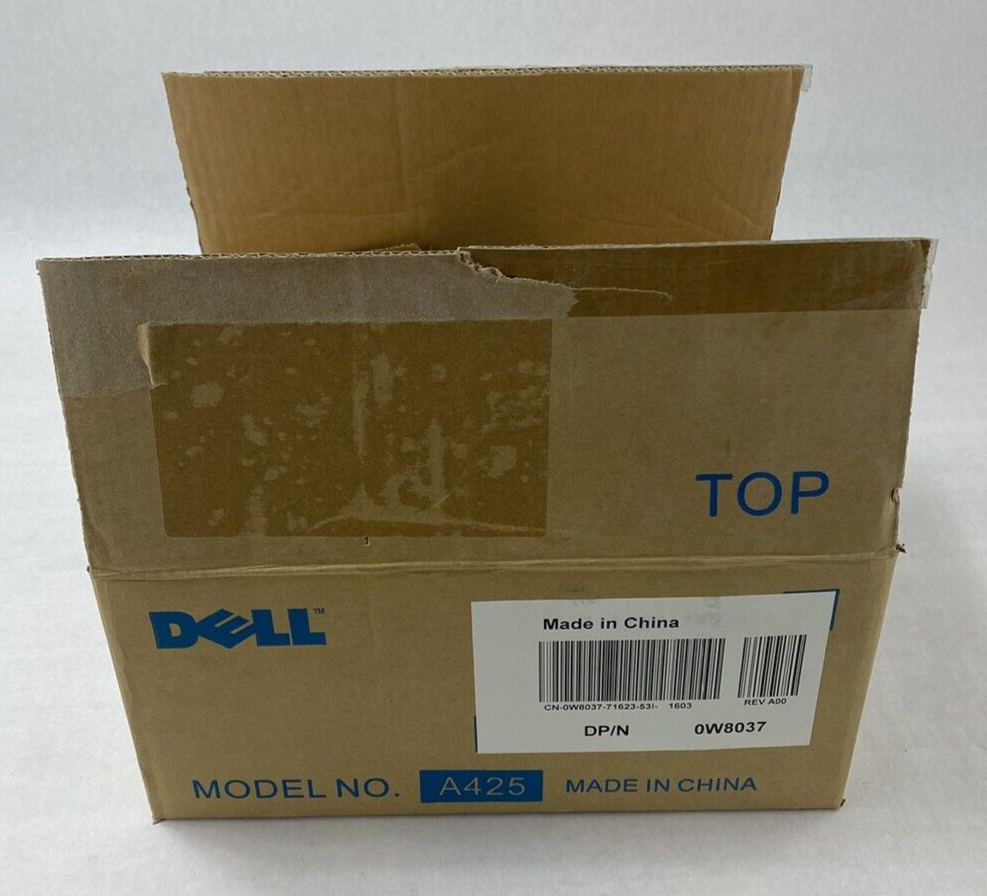 TOP
DELL™
Made in China
CN-0W8037-71623-53I- 1603
REV A00
DP/N 0W8037
MODEL NO. A425 MADE IN CHINA